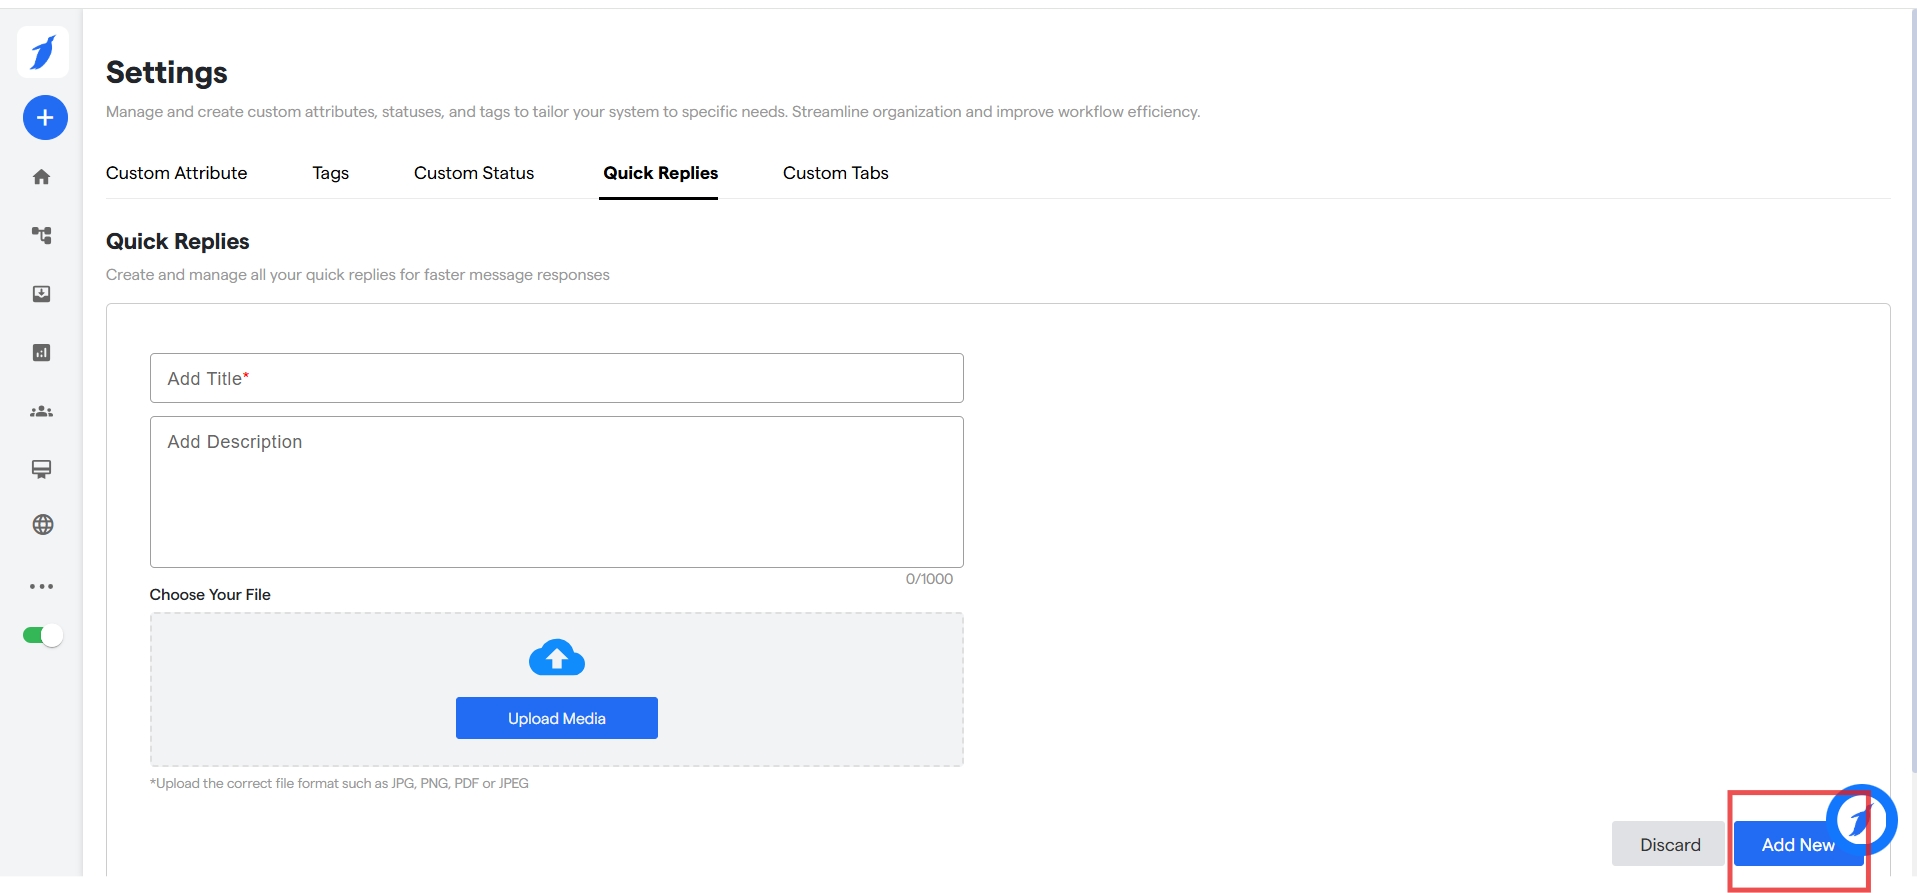 Settings
Manage and create custom attributes, statuses, and tags to tailor your system to specific needs. Streamline organization and improve workflow efficiency.
Custom Attribute Tags Custom Status Quick Replies Custom Tabs
Quick Replies
Create and manage all your quick replies for faster message responses
Add Title*
Add Description
0/1000
Choose Your File
Upload Media
*Upload the correct file format such as JPG, PNG, PDF or JPEG
Discard Add New